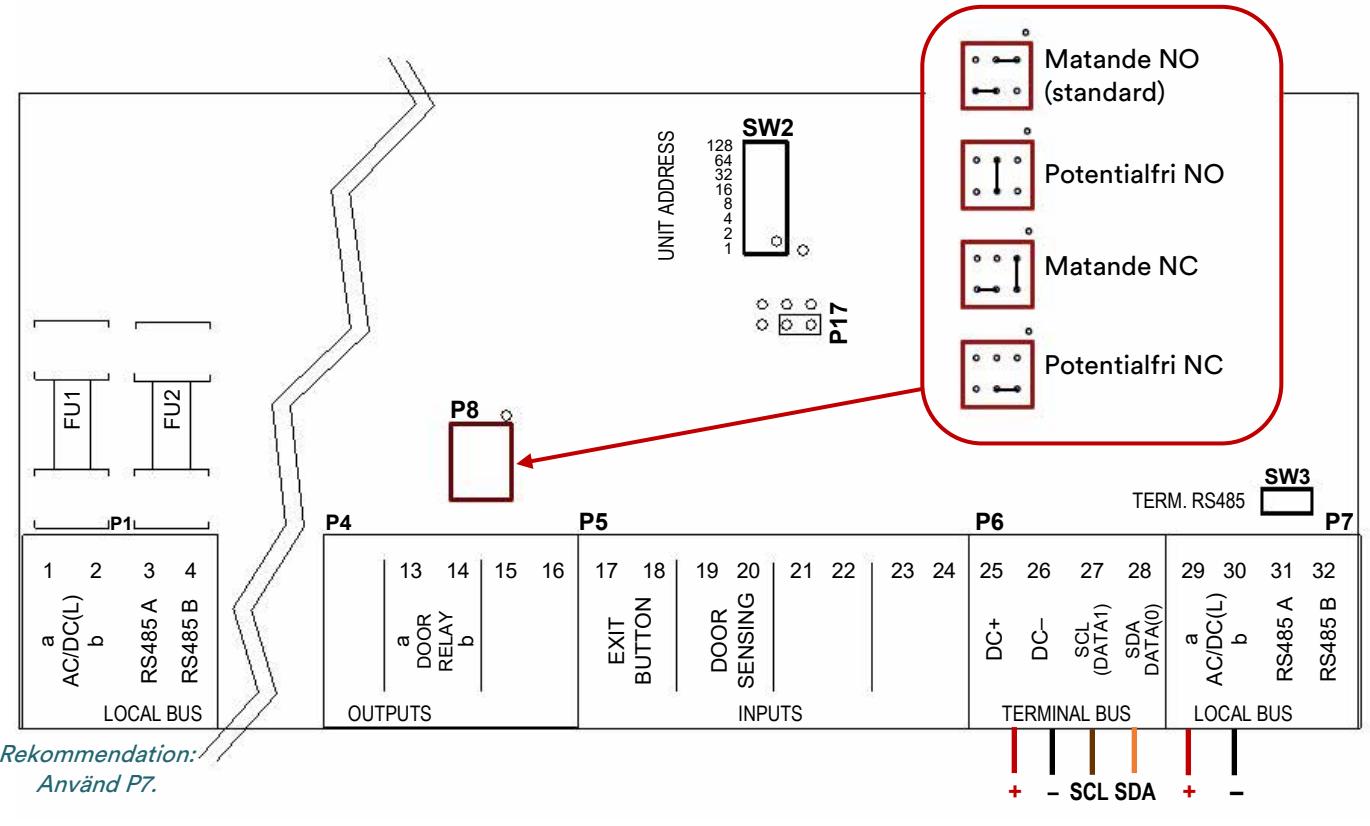 Matande NO
(standard)
Potentialfri NO
Matande NC
Potentialfri NC
SW2
UNIT ADDRESS
128
64
32
16
8
4
2
1
P17
FU1
FU2
P8
SW3
TERM. RS485
P1
P4
P5
P6
P7
1 2 3 4
a
AC/DC(L)
b
RS485 A
RS485 B
LOCAL BUS
13 14 15 16
a
DOOR
RELAY
b
OUTPUTS
17 18 19 20 21 22 23 24
EXIT
BUTTON
DOOR
SENSING
INPUTS
25 26 27 28
DC+
DC–
SCL
(DATA1)
SDA
DATA(0)
TERMINAL BUS
29 30 31 32
a
AC/DC(L)
b
RS485 A
RS485 B
LOCAL BUS
Rekommendation:
Använd P7.
+ – SCL SDA + –